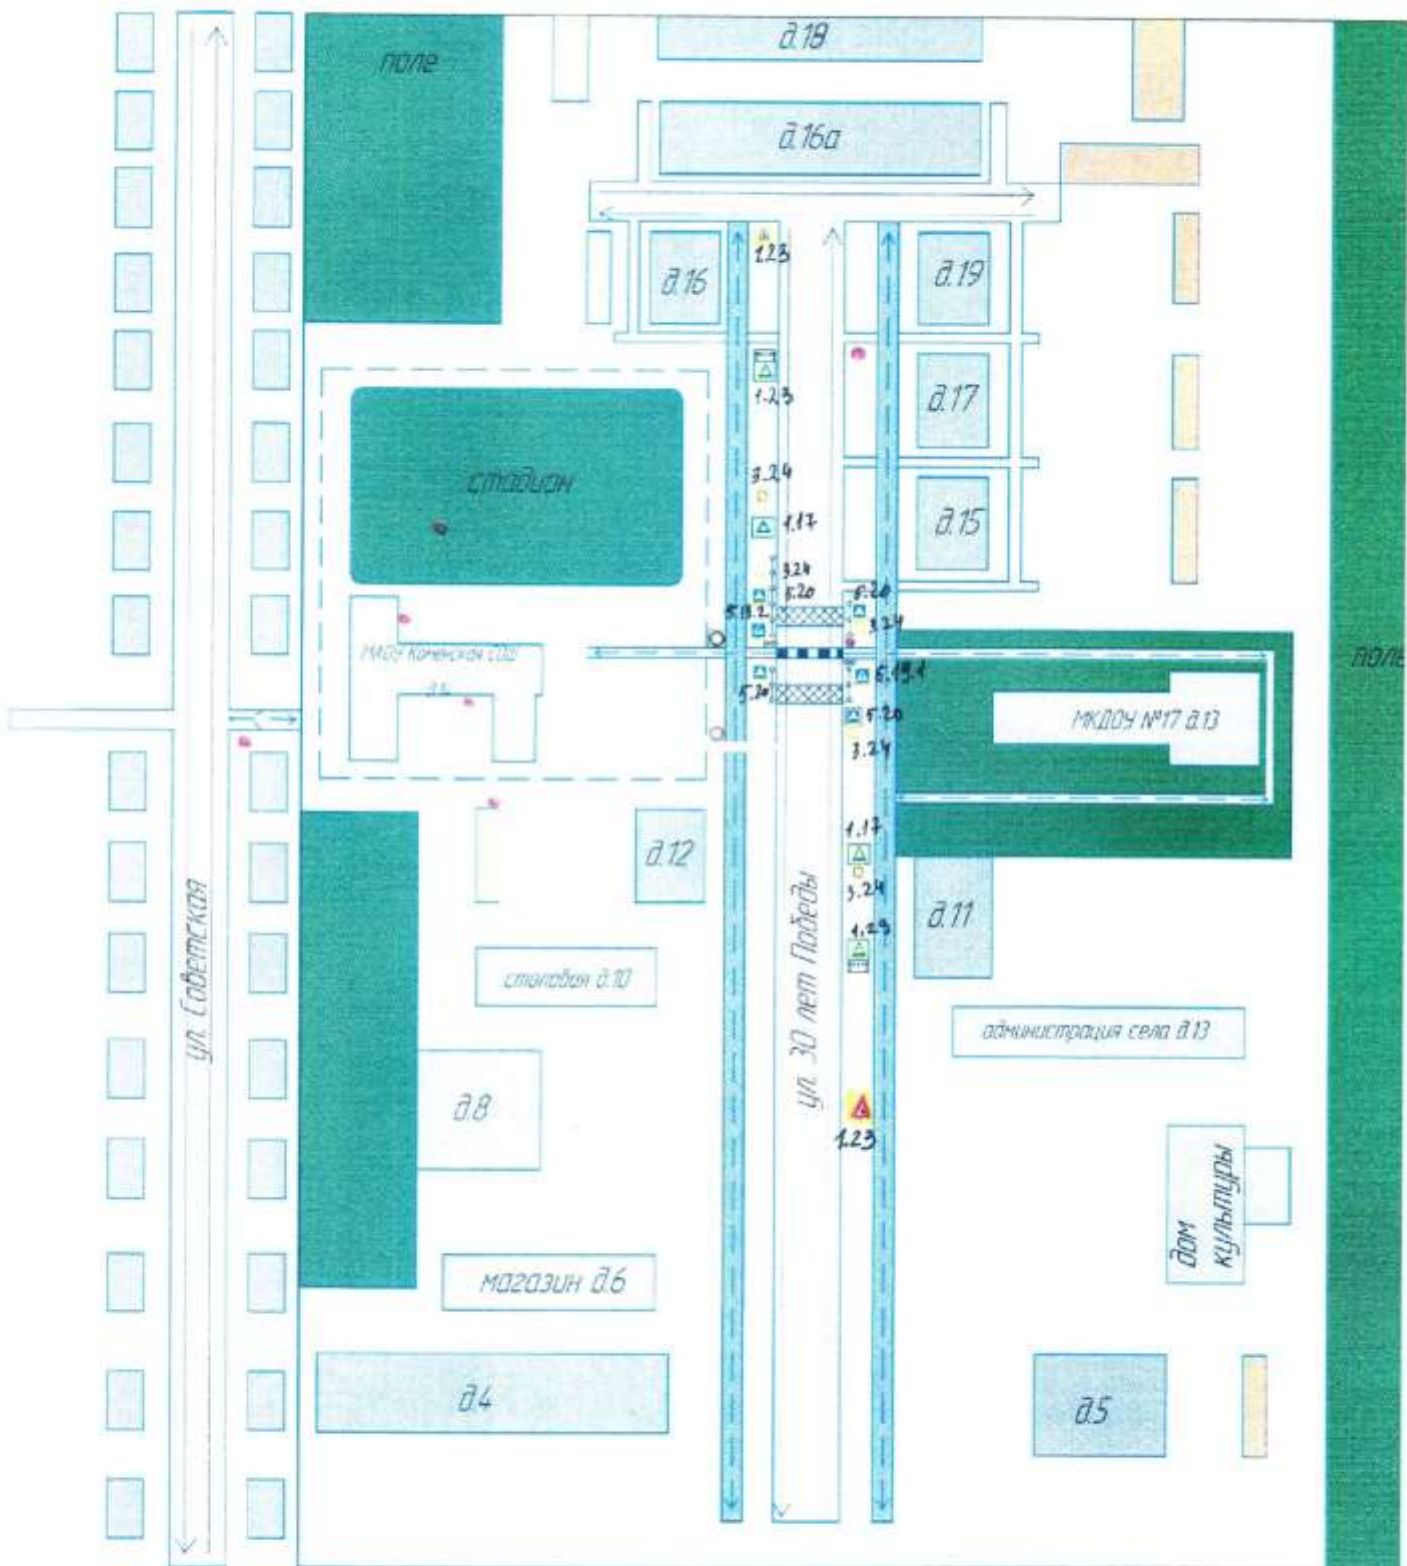 д.18
поле
д.16а
1.23
д.16
д.19
1.23
д.17
3.24
стадион
1.17
д.15
3.24
5.20
5.20
5.19.2
3.24
МАОУ Каменская СОШ
поле
5.19.1
5.20
5.20
МКДОУ №17 д.13
3.24
1.17
д.12
3.24
ул. Советская
ул. 30 лет Победы
д.11
1.23
столовая д.10
администрация села д.13
д.8
1.23
дом
культуры
магазин д.6
д.4
д.5